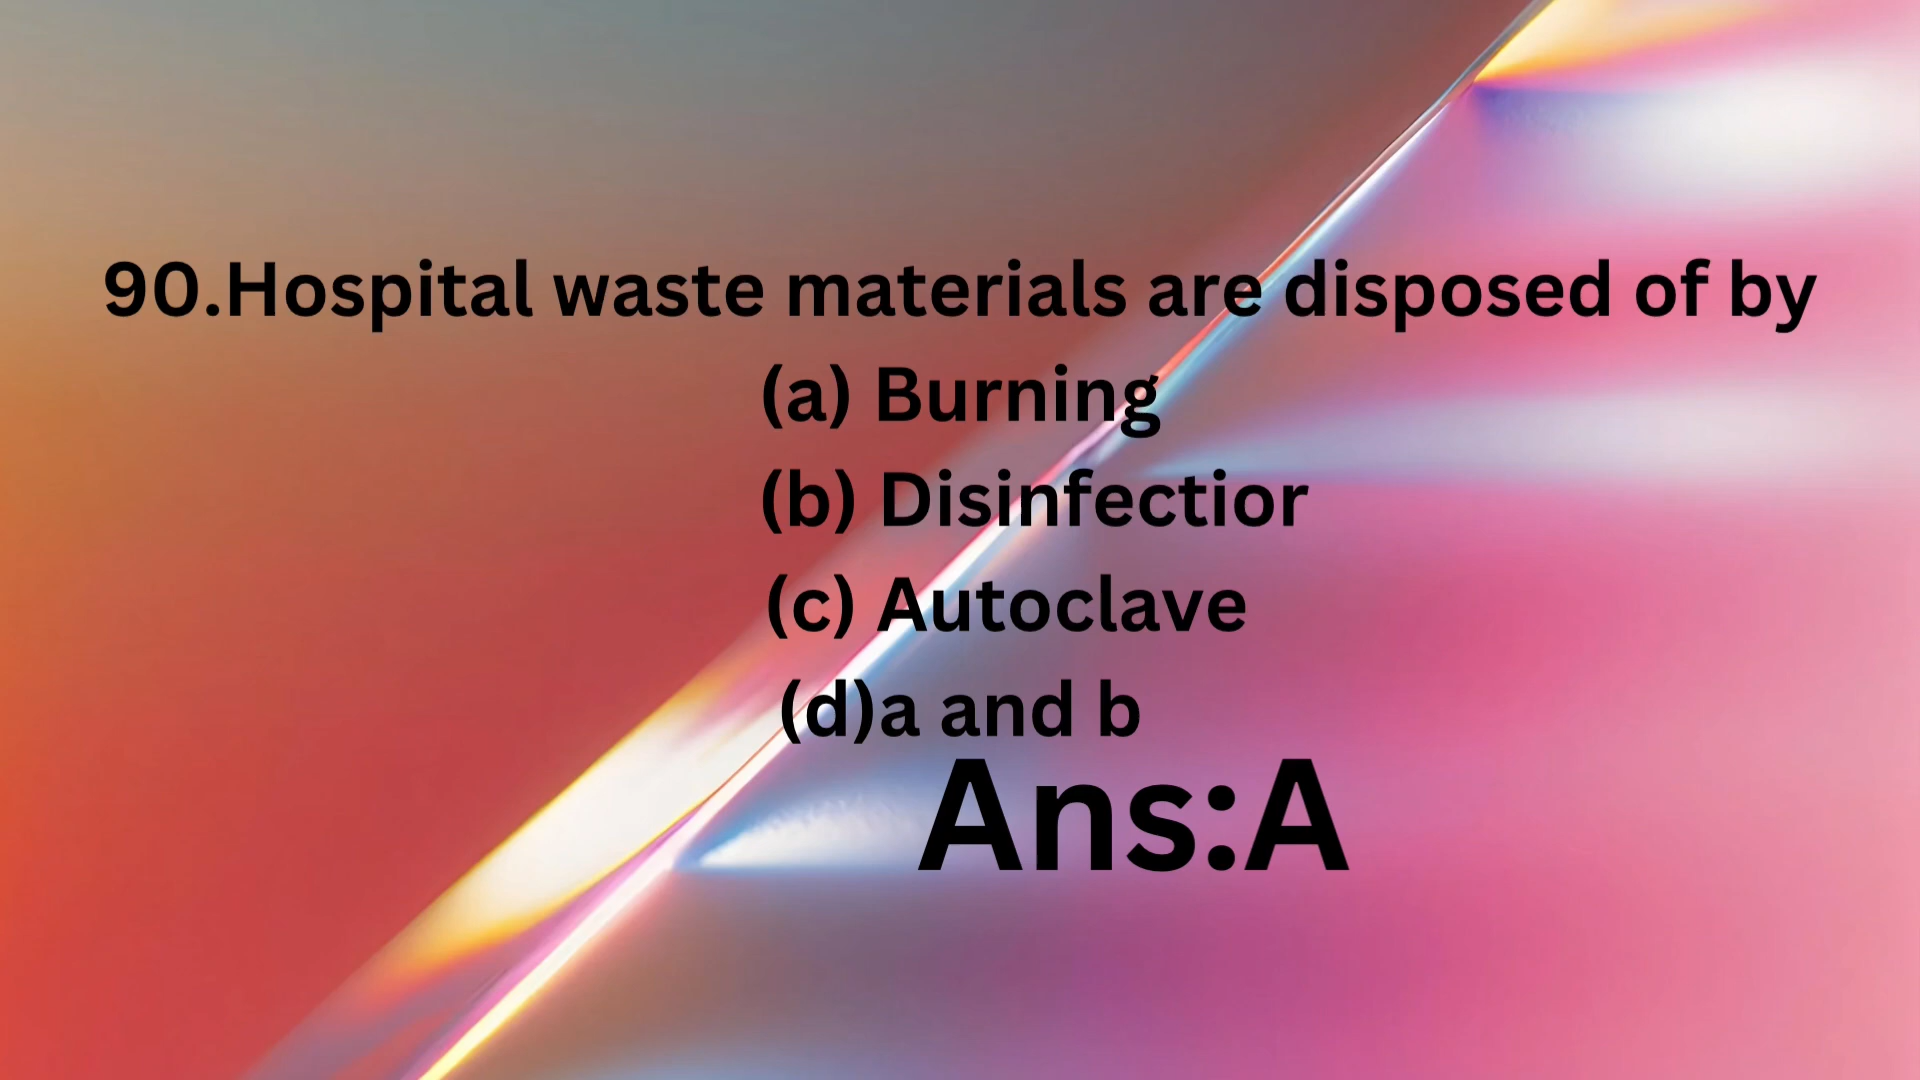 90.Hospital waste materials are disposed of by
(a) Burning
(b) Disinfectior
(c) Autoclave
(d)a and b
Ans:A